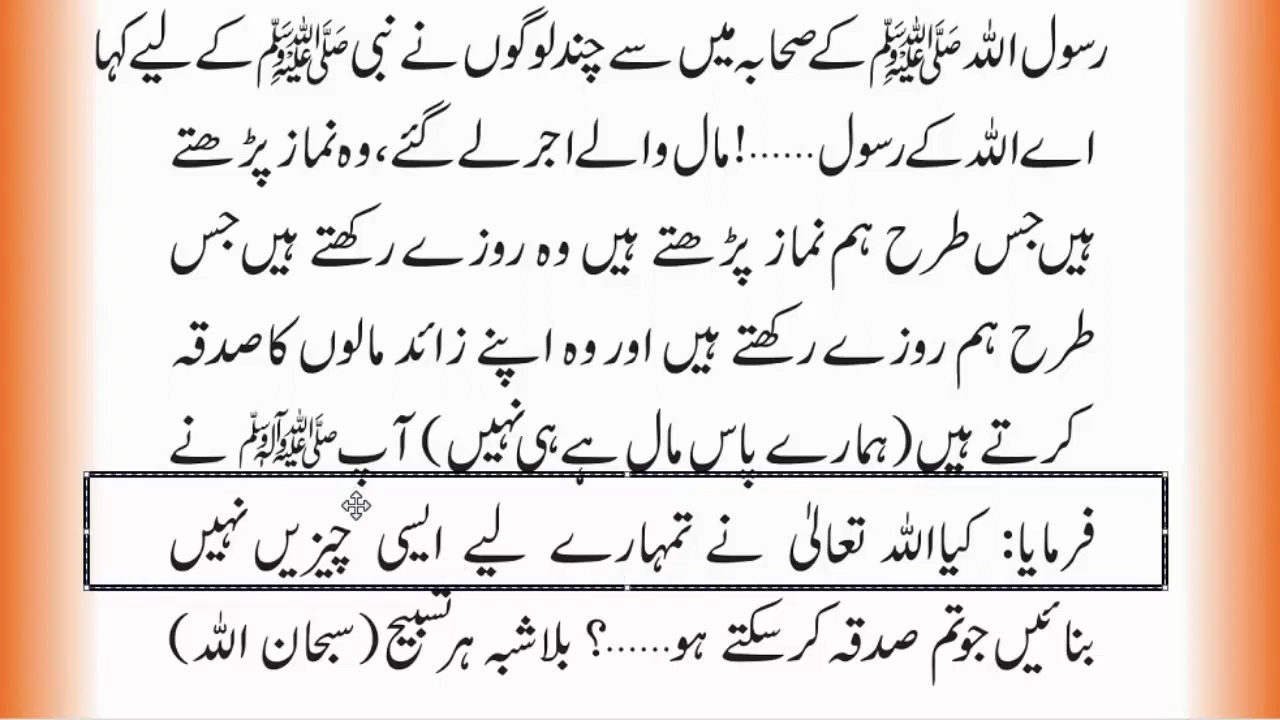 رسول اللہ ﷺ کے صحابہ میں سے چند لوگوں نے نبی ﷺ کے لیے کہا
اے اللہ کے رسول......! مال والے اجر لے گئے، وہ نماز پڑھتے
ہیں جس طرح ہم نماز پڑھتے ہیں وہ روزے رکھتے ہیں جس
طرح ہم روزے رکھتے ہیں اور وہ اپنے زائد مالوں کا صدقہ
کرتے ہیں (ہمارے پاس مال ہے ہی نہیں) آپ ﷺ نے
فرمایا: کیا اللہ تعالیٰ نے تمہارے لیے ایسی چیزیں نہیں
بنائیں جو تم صدقہ کر سکتے ہو......؟ بلاشبہ ہر تسبیح (سبحان اللہ)